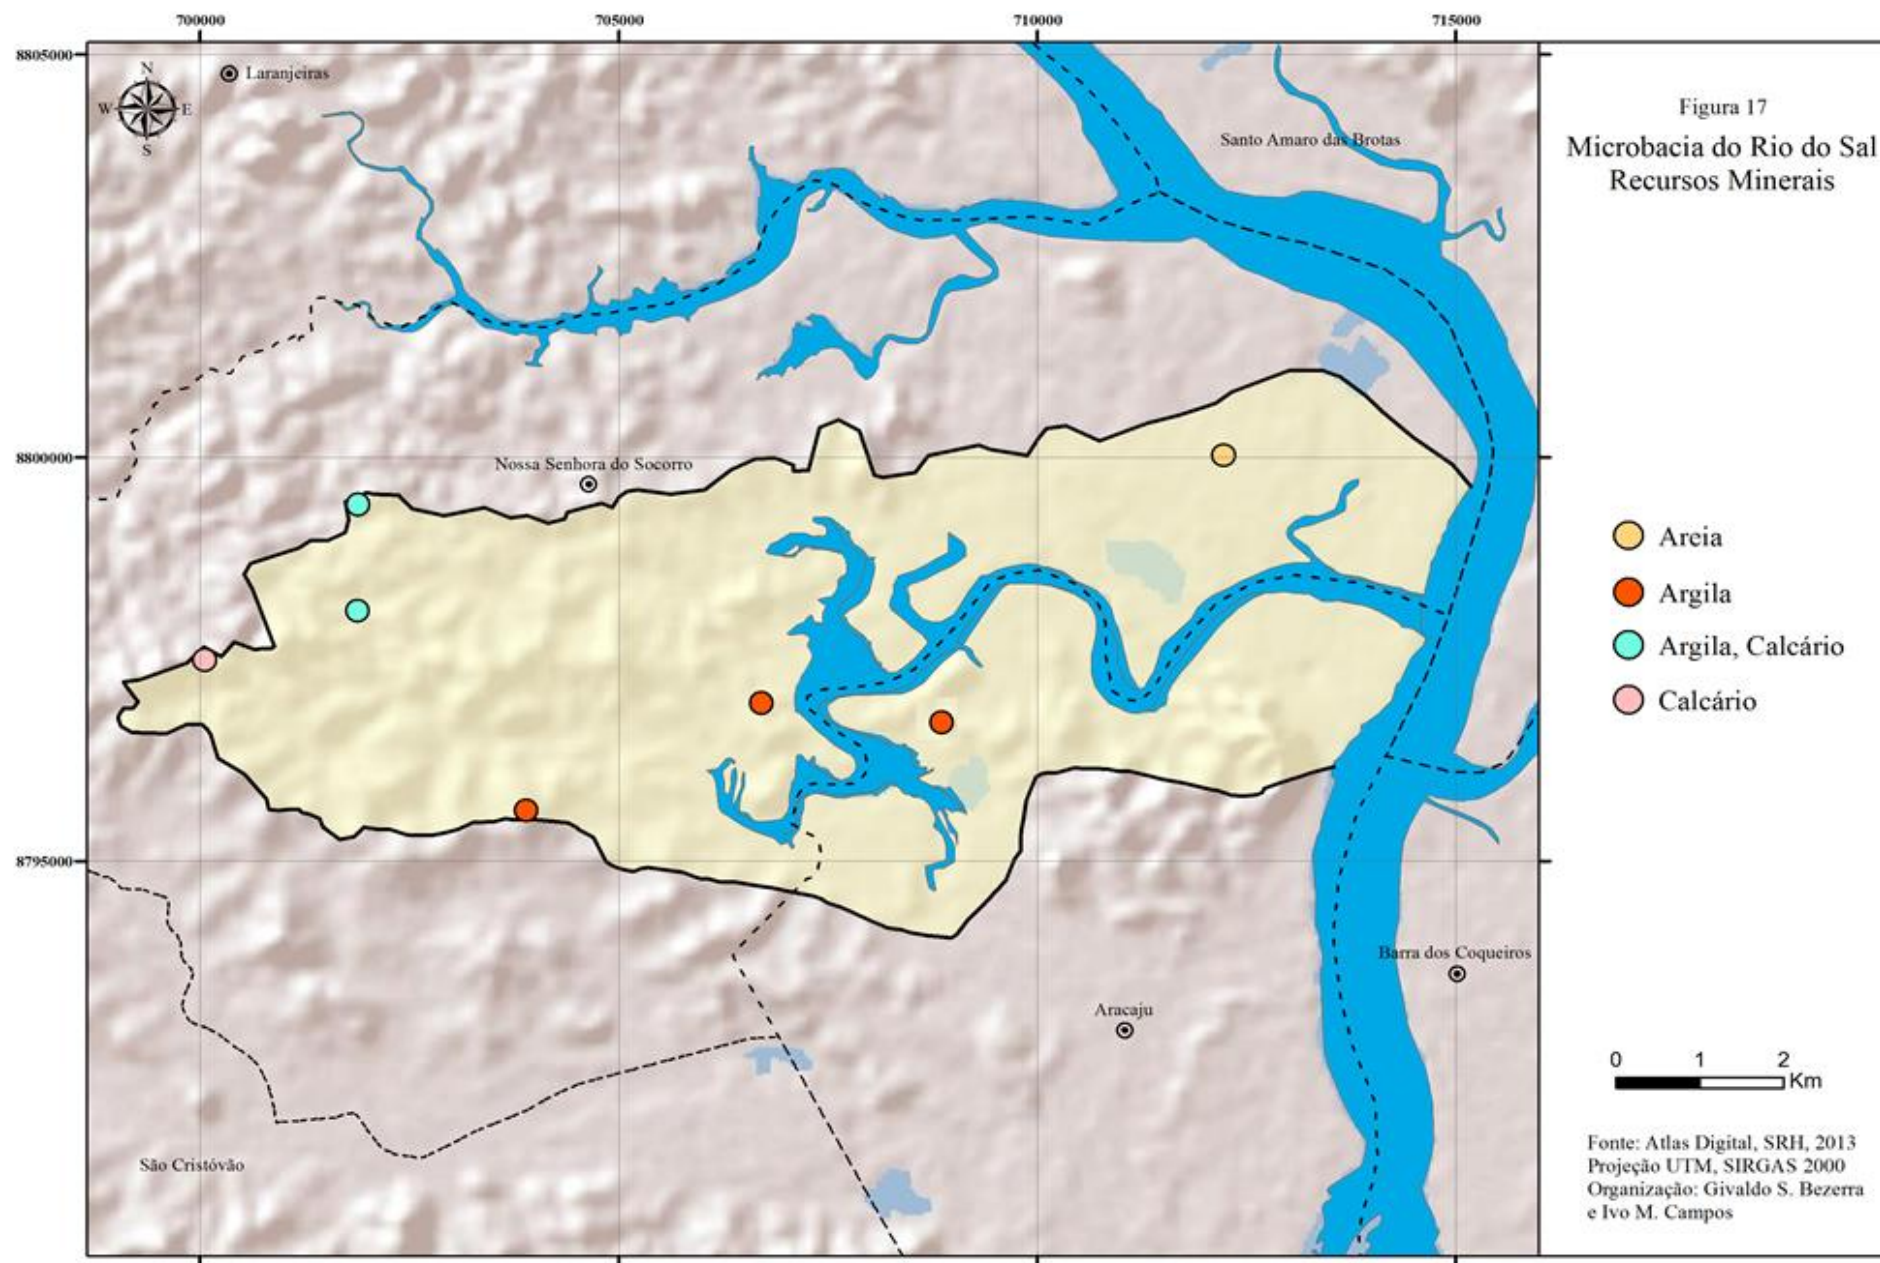 700000
705000
710000
715000
8805000
8800000
8795000
N
W
E
S
Laranjeiras
Santo Amaro das Brotas
Nossa Senhora do Socorro
Barra dos Coqueiros
Aracaju
São Cristóvão
Figura 17
Microbacia do Rio do Sal
Recursos Minerais
Areia
Argila
Argila, Calcário
Calcário
0 1 2
Km
Fonte: Atlas Digital, SRH, 2013
Projeção UTM, SIRGAS 2000
Organização: Givaldo S. Bezerra
e Ivo M. Campos